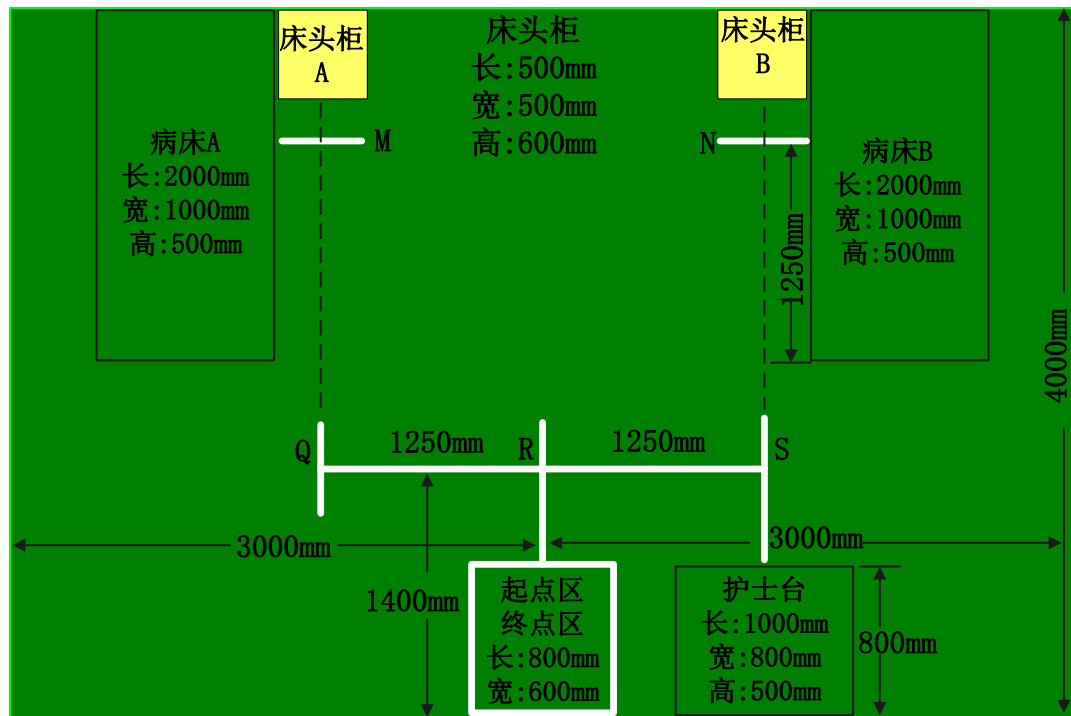 床头柜
A
床头柜
长:500mm
宽:500mm
高:600mm
床头柜
B
病床A
长:2000mm
宽:1000mm
高:500mm
M
N
病床B
长:2000mm
宽:1000mm
高:500mm
1250mm
4000mm
Q
1250mm
R
1250mm
S
3000mm
3000mm
1400mm
起点区
终点区
长:800mm
宽:600mm
护士台
长:1000mm
宽:800mm
高:500mm
800mm